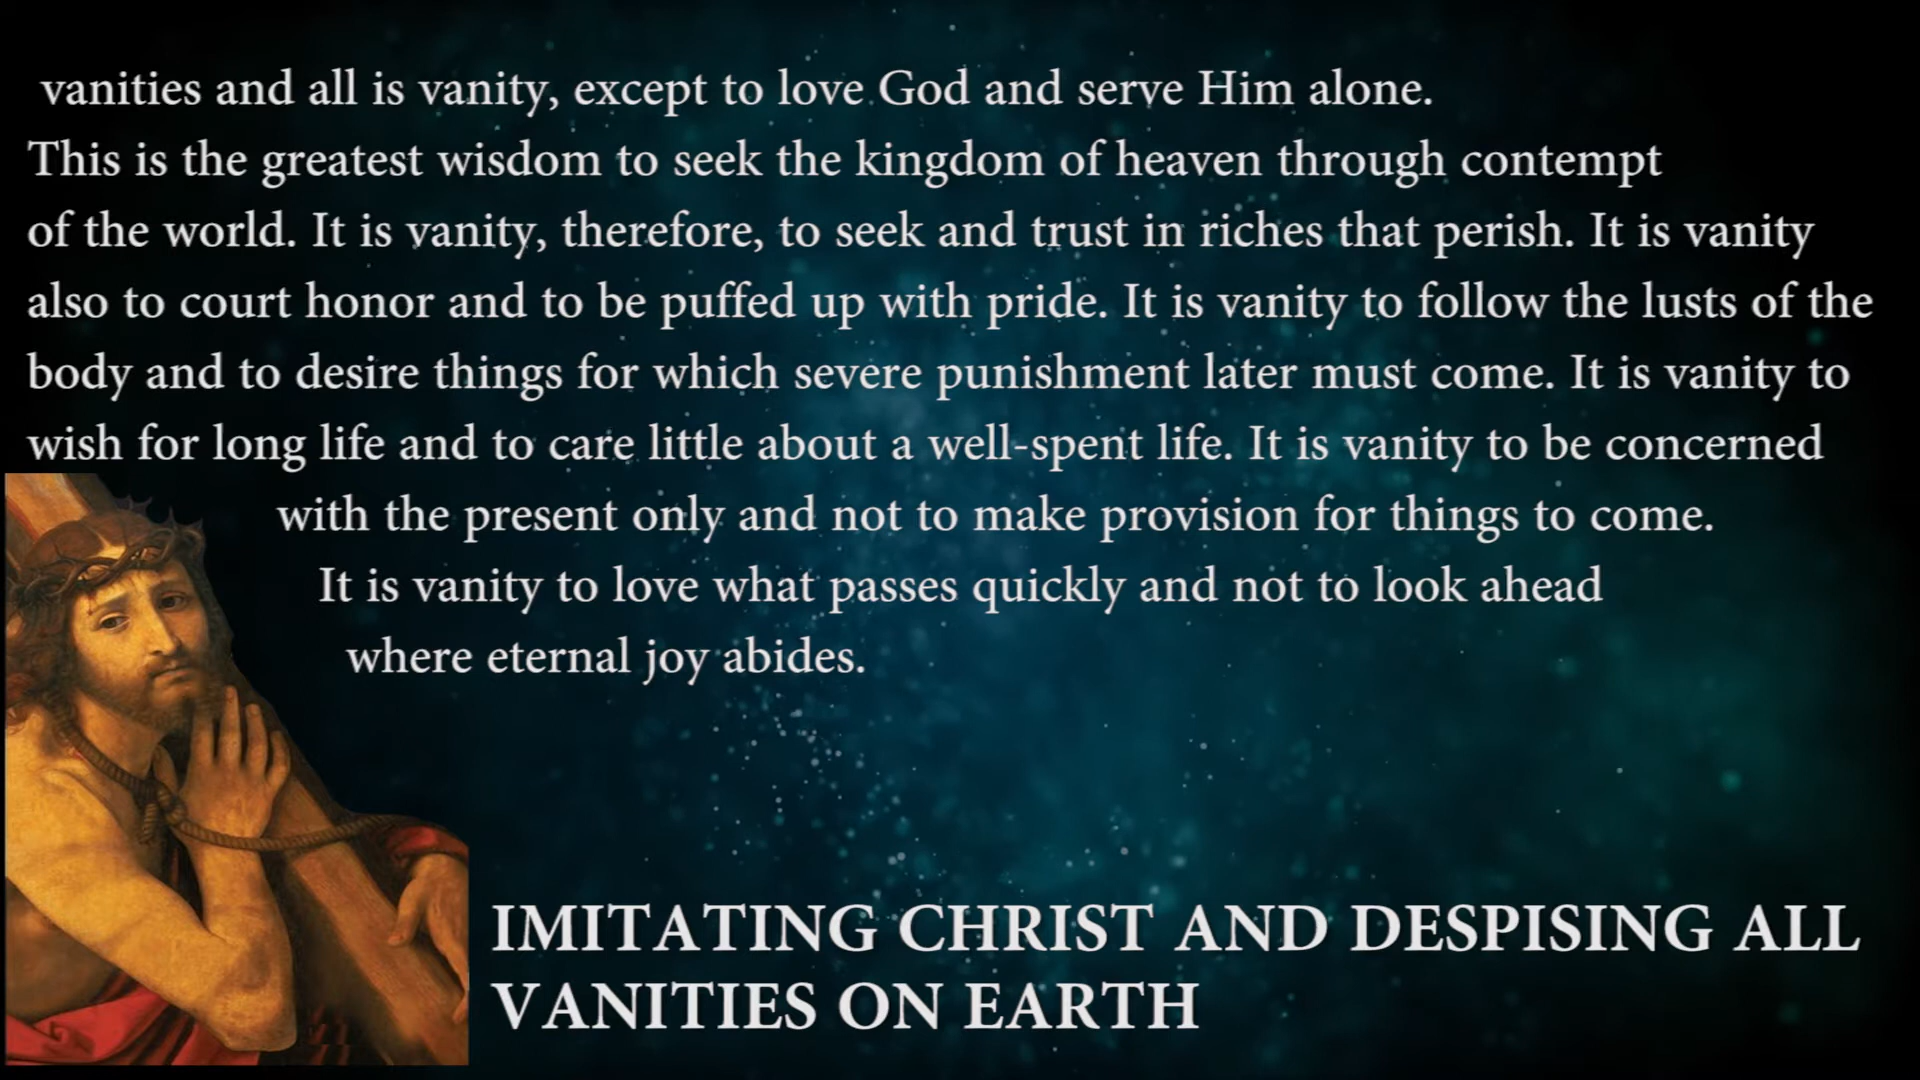 vanities and all is vanity, except to love God and serve Him alone.
This is the greatest wisdom to seek the kingdom of heaven through contempt
of the world. It is vanity, therefore, to seek and trust in riches that perish. It is vanity
also to court honor and to be puffed up with pride. It is vanity to follow the lusts of the
body and to desire things for which severe punishment later must come. It is vanity to
wish for long life and to care little about a well-spent life. It is vanity to be concerned
with the present only and not to make provision for things to come.
It is vanity to love what passes quickly and not to look ahead
where eternal joy abides.
IMITATING CHRIST AND DESPISING ALL
VANITIES ON EARTH